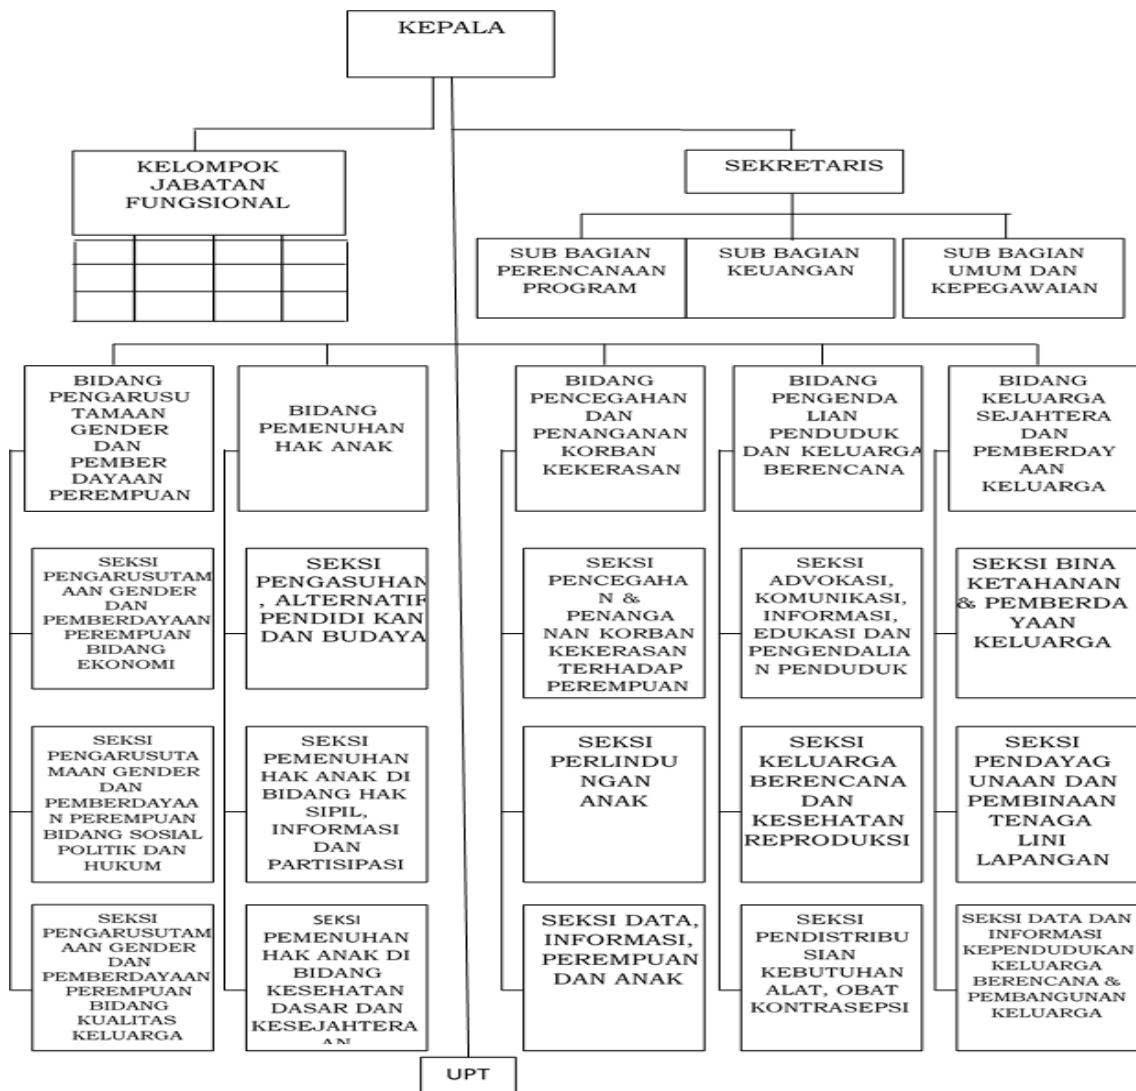 KEPALA
KELOMPOK
JABATAN
FUNGSIONAL
SEKRETARIS
SUB BAGIAN
PERENCANAAN
PROGRAM
SUB BAGIAN
KEUANGAN
SUB BAGIAN
UMUM DAN
KEPEGAWAIAN
BIDANG
PENGARUSU
TAMAAN
GENDER
DAN
PEMBER
DAYAAN
PEREMPUAN
BIDANG
PEMENUHAN
HAK ANAK
BIDANG
PENCEGAHAN
DAN
PENANGANAN
KORBAN
KEKERASAN
BIDANG
PENGENDA
LIAN
PENDUDUK
DAN KELUARGA
BERENCANA
BIDANG
KELUARGA
SEJAHTERA
DAN
PEMBERDAY
AAN
KELUARGA
SEKSI
PENGARUSUTAM
AAN GENDER
DAN
PEMBERDAYAAN
PEREMPUAN
BIDANG
EKONOMI
SEKSI
PENGASUHAN
, ALTERNATIF
PENDIDI KAN
DAN BUDAYA
SEKSI
PENCEGAHA
N &
PENANGA
NAN KORBAN
KEKERASAN
TERHADAP
PEREMPUAN
SEKSI
ADVOKASI,
KOMUNIKASI,
INFORMASI,
EDUKASI DAN
PENGENDALIA
N PENDUDUK
SEKSI BINA
KETAHANAN
& PEMBERDA
YAAN
KELUARGA
SEKSI
PENGARUSUTA
MAAN GENDER
DAN
PEMBERDAYAA
N PEREMPUAN
BIDANG SOSIAL
POLITIK DAN
HUKUM
SEKSI
PEMENUHAN
HAK ANAK DI
BIDANG HAK
SIPIL,
INFORMASI
DAN
PARTISIPASI
SEKSI
PERLINDU
NGAN
ANAK
SEKSI
KELUARGA
BERENCANA
DAN
KESEHATAN
REPRODUKSI
SEKSI
PENDAYAG
UNAAN DAN
PEMBINAAN
TENAGA
LINI
LAPANGAN
SEKSI
PENGARUSUTAM
AAN GENDER
DAN
PEMBERDAYAAN
PEREMPUAN
BIDANG
KUALITAS
KELUARGA
SEKSI
PEMENUHAN
HAK ANAK DI
BIDANG
KESEHATAN
DASAR DAN
KESEJAHTERA
AN
SEKSI DATA,
INFORMASI,
PEREMPUAN
DAN ANAK
SEKSI
PENDISTRIBU
SIAN
KEBUTUHAN
ALAT, OBAT
KONTRASEPSI
SEKSI DATA DAN
INFORMASI
KEPENDUDUKAN
KELUARGA
BERENCANA &
PEMBANGUNAN
KELUARGA
UPT